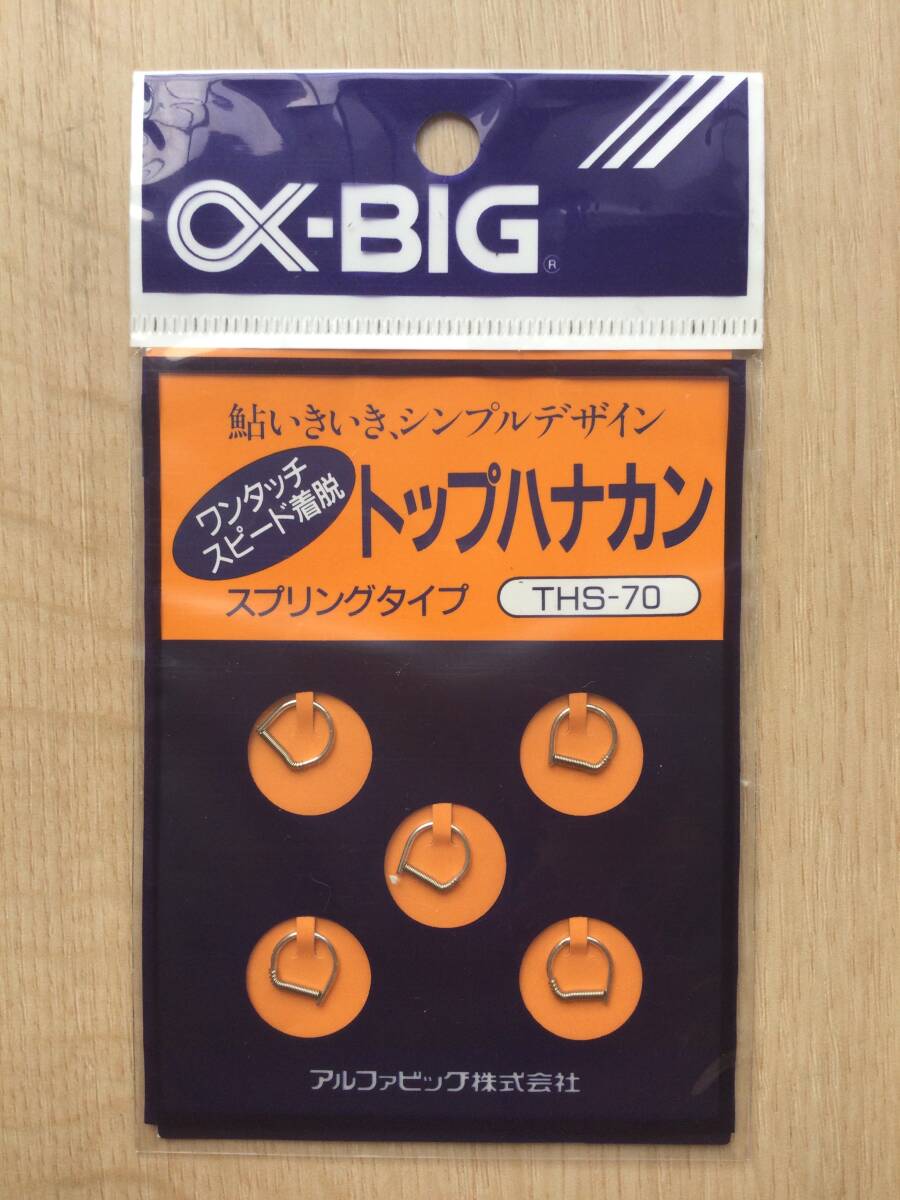 α-BIG®
鮎いきいき、シンプルデザイン
ワンタッチ
スピード着脱
トップハナカン
スプリングタイプ
THS-70
アルファビッグ株式会社